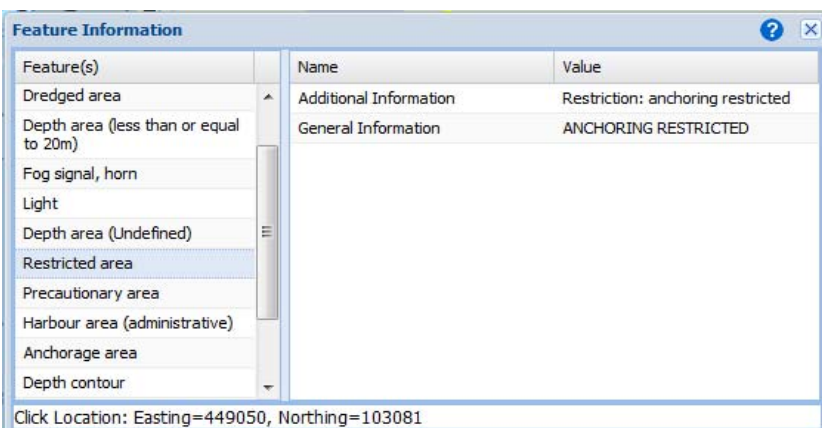 Feature Information
Feature(s)
Name Value
Dredged area
Additional Information Restriction: anchoring restricted
Depth area (less than or equal
to 20m)
General Information ANCHORING RESTRICTED
Fog signal, horn
Light
Depth area (Undefined)
Restricted area
Precautionary area
Harbour area (administrative)
Anchorage area
Depth contour
Click Location: Easting=449050, Northing=103081